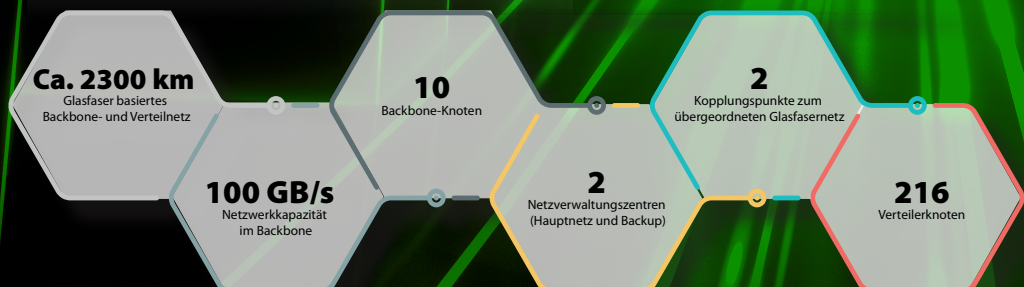 Ca. 2300 km
Glasfaser basiertes
Backbone- und Verteilnetz
100 GB/s
Netzwerkkapazität
im Backbone
10
Backbone-Knoten
2
Netzverwaltungszentren
(Hauptnetz und Backup)
2
Kopplungspunkte zum
übergeordneten Glasfasernetz
216
Verteilerknoten